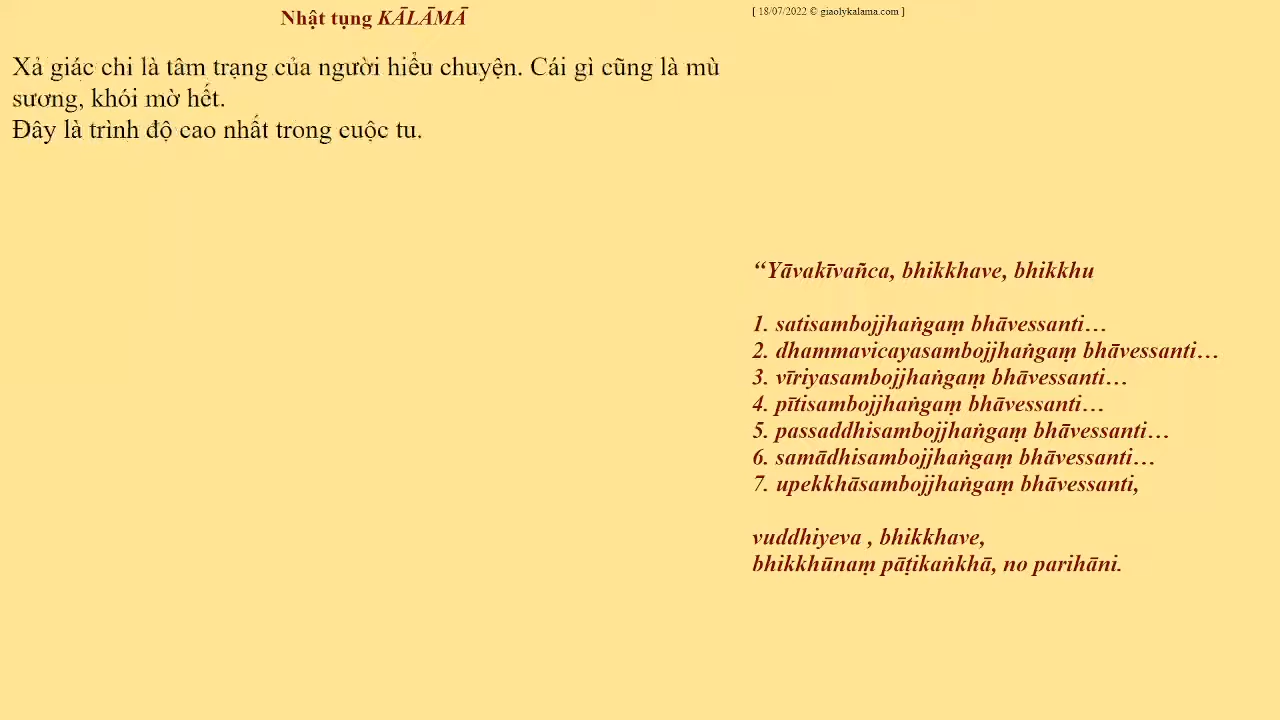 Nhật tụng KĀLĀMĀ
[ 18/07/2022 © giaolykalama.com ]
Xả giác chi là tâm trạng của người hiểu chuyện. Cái gì cũng là mù
sương, khói mờ hết.
Đây là trình độ cao nhất trong cuộc tu.
“Yāvakīvañca, bhikkhave, bhikkhu
1. satisambojjhaṅgaṃ bhāvessanti…
2. dhammavicayasambojjhaṅgaṃ bhāvessanti…
3. vīriyasambojjhaṅgaṃ bhāvessanti…
4. pītisambojjhaṅgaṃ bhāvessanti…
5. passaddhisambojjhaṅgaṃ bhāvessanti…
6. samādhisambojjhaṅgaṃ bhāvessanti…
7. upekkhāsambojjhaṅgaṃ bhāvessanti,
vuddhiyeva , bhikkhave,
bhikkhūnaṃ pāṭikaṅkhā, no parihāni.